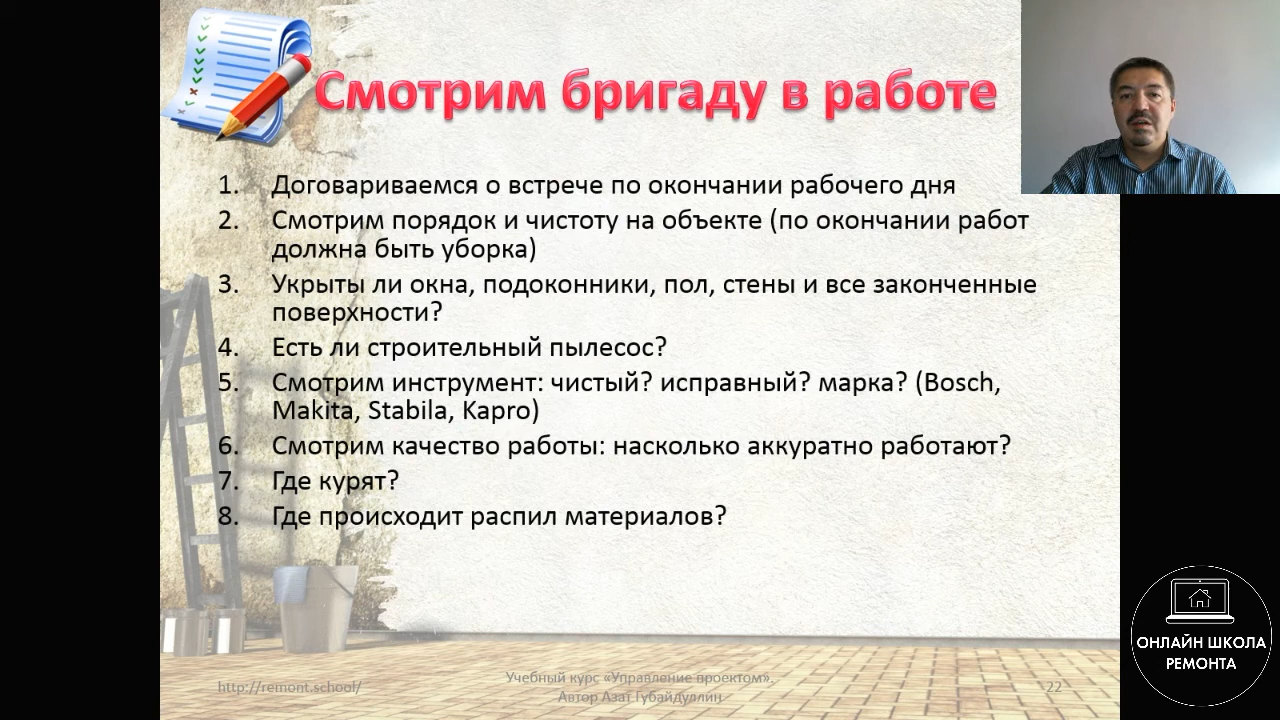 Смотрим бригаду в работе
1. Договариваемся о встрече по окончании рабочего дня
2. Смотрим порядок и чистоту на объекте (по окончании работ
должна быть уборка)
3. Укрыты ли окна, подоконники, пол, стены и все законченные
поверхности?
4. Есть ли строительный пылесос?
5. Смотрим инструмент: чистый? исправный? марка? (Bosch,
Makita, Stabila, Kapro)
6. Смотрим качество работы: насколько аккуратно работают?
7. Где курят?
8. Где происходит распил материалов?
ОНЛАЙН ШКОЛА
РЕМОНТА
http://remont.school/
Учебный курс «Управление проектом».
Автор Азат Губайдуллин
22